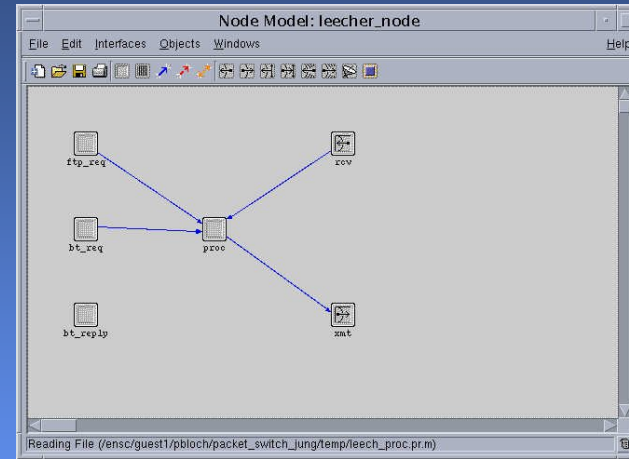 Node Model: leecher_node
File Edit Interfaces Objects Windows Help
ftp_req
rcv
bt_req
proc
bt_reply
xmt
Reading File (/ensc/guest1/pbloch/packet_switch_jung/temp/leech_proc.pr.m)